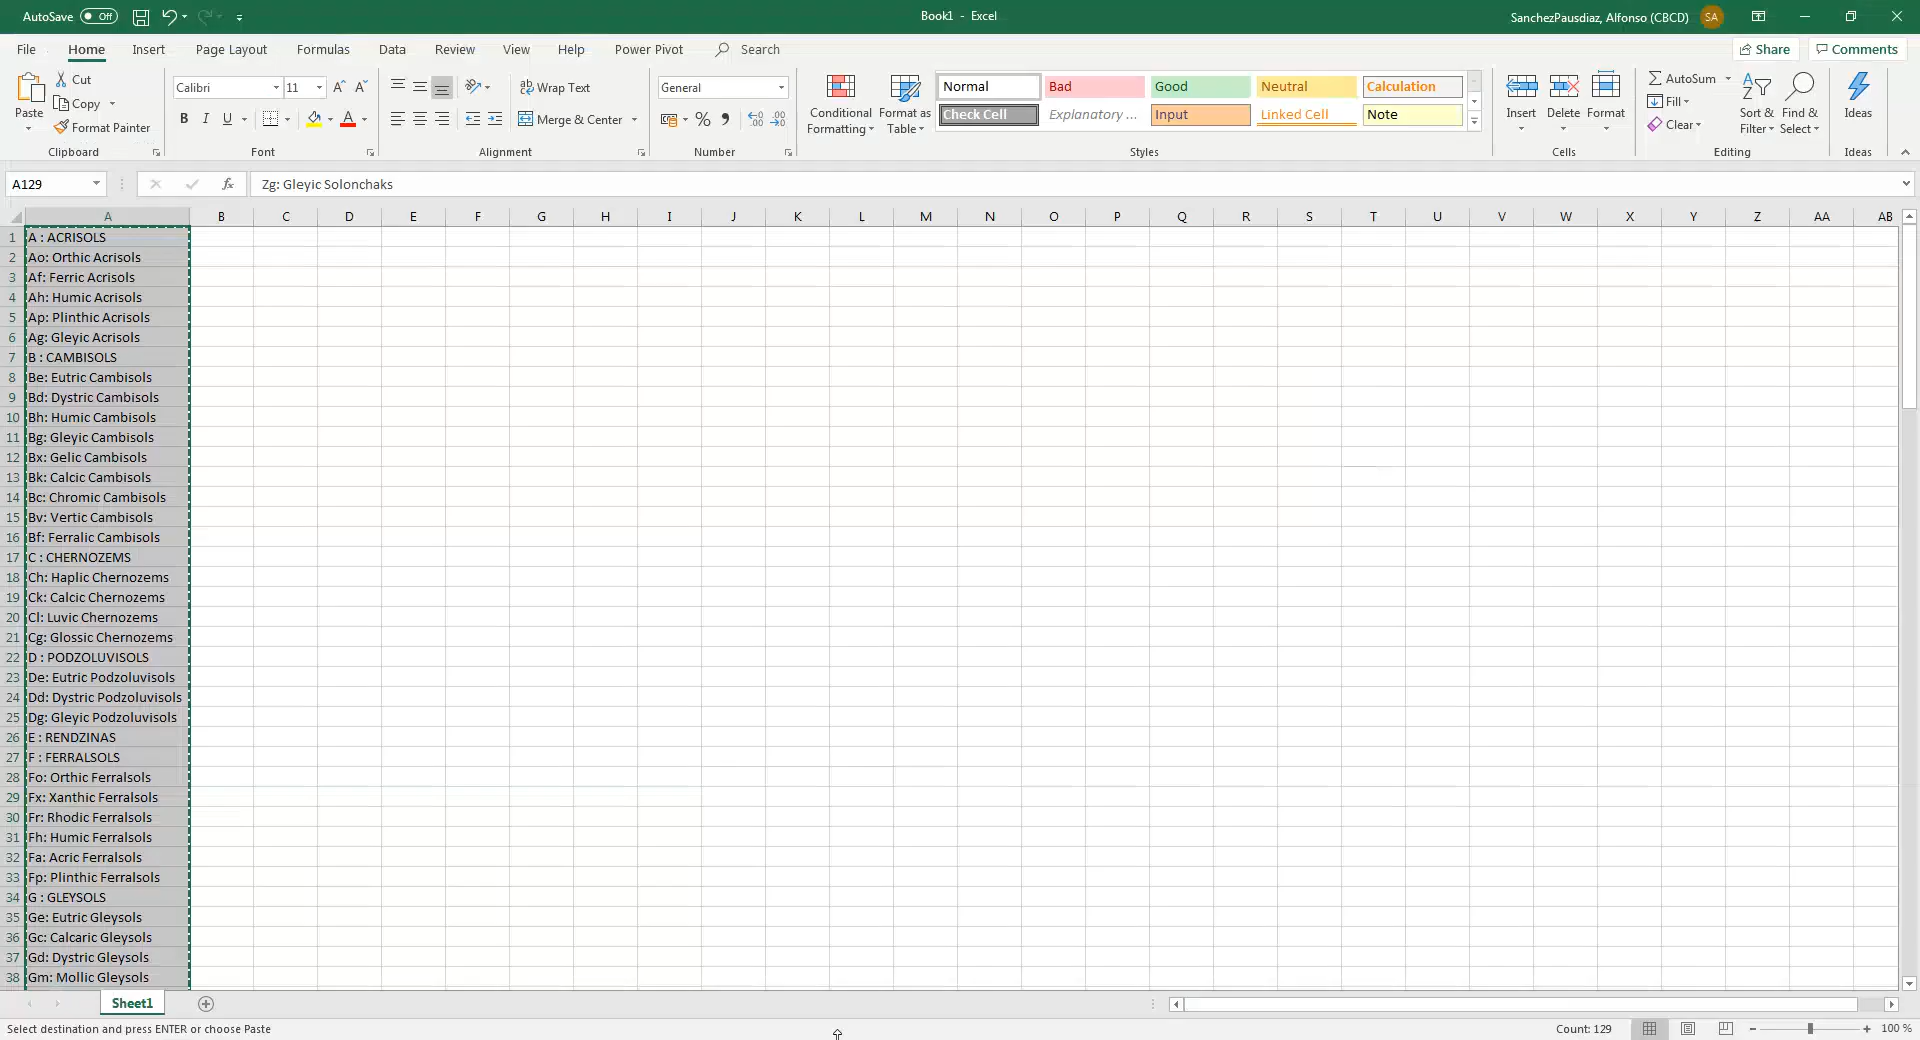 AutoSave Off Book1 - Excel SanchezPausdiaz, Alfonso (CBCD) SA
File Home Insert Page Layout Formulas Data Review View Help Power Pivot Search Share Comments
Paste Cut Calibri 11 A A Wrap Text General Conditional Formatting Format as Table Normal Bad Good Neutral Calculation Insert Delete Format AutoSum Sort & Filter Find & Select Ideas
Copy Fill
Format Painter B I U A Merge & Center % Check Cell Explanatory ... Input Linked Cell Note Clear
Clipboard Font Alignment Number Styles Cells Editing Ideas
A129 fx Zg: Gleyic Solonchaks
A B C D E F G H I J K L M N O P Q R S T U V W X Y Z AA AB
1 A : ACRISOLS
2 Ao: Orthic Acrisols
3 Af: Ferric Acrisols
4 Ah: Humic Acrisols
5 Ap: Plinthic Acrisols
6 Ag: Gleyic Acrisols
7 B : CAMBISOLS
8 Be: Eutric Cambisols
9 Bd: Dystric Cambisols
10 Bh: Humic Cambisols
11 Bg: Gleyic Cambisols
12 Bx: Gelic Cambisols
13 Bk: Calcic Cambisols
14 Bc: Chromic Cambisols
15 Bv: Vertic Cambisols
16 Bf: Ferralic Cambisols
17 C : CHERNOZEMS
18 Ch: Haplic Chernozems
19 Ck: Calcic Chernozems
20 Cl: Luvic Chernozems
21 Cg: Glossic Chernozems
22 D : PODZOLUVISOLS
23 De: Eutric Podzoluvisols
24 Dd: Dystric Podzoluvisols
25 Dg: Gleyic Podzoluvisols
26 E : RENDZINAS
27 F : FERRALSOLS
28 Fo: Orthic Ferralsols
29 Fx: Xanthic Ferralsols
30 Fr: Rhodic Ferralsols
31 Fh: Humic Ferralsols
32 Fa: Acric Ferralsols
33 Fp: Plinthic Ferralsols
34 G : GLEYSOLS
35 Ge: Eutric Gleysols
36 Gc: Calcaric Gleysols
37 Gd: Dystric Gleysols
38 Gm: Mollic Gleysols
Sheet1
Select destination and press ENTER or choose Paste Count: 129 100 %